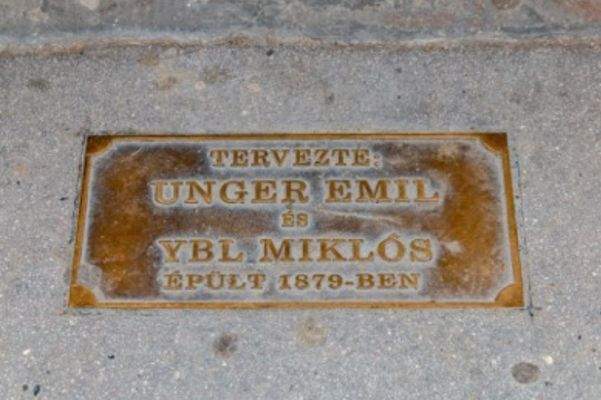 TERVEZTE:
UNGER EMIL
ÉS
YBL MIKLÓS
ÉPÜLT 1879-BEN